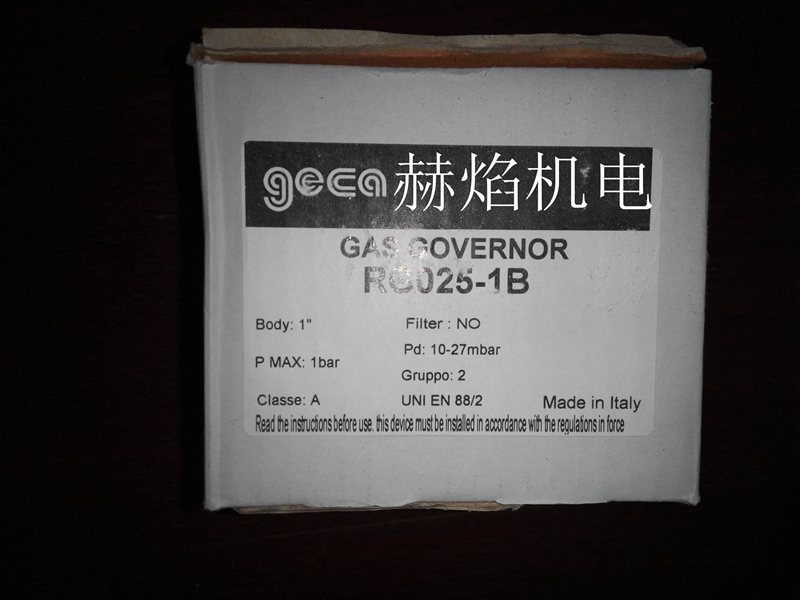 geca 赫焰机电
GAS GOVERNOR
RG025-1B
Body: 1" Filter : NO
Pd: 10-27mbar
P MAX: 1bar
Gruppo: 2
Classe: A UNI EN 88/2 Made in Italy
Read the instructions before use. this device must be installed in accordance with the regulations in force